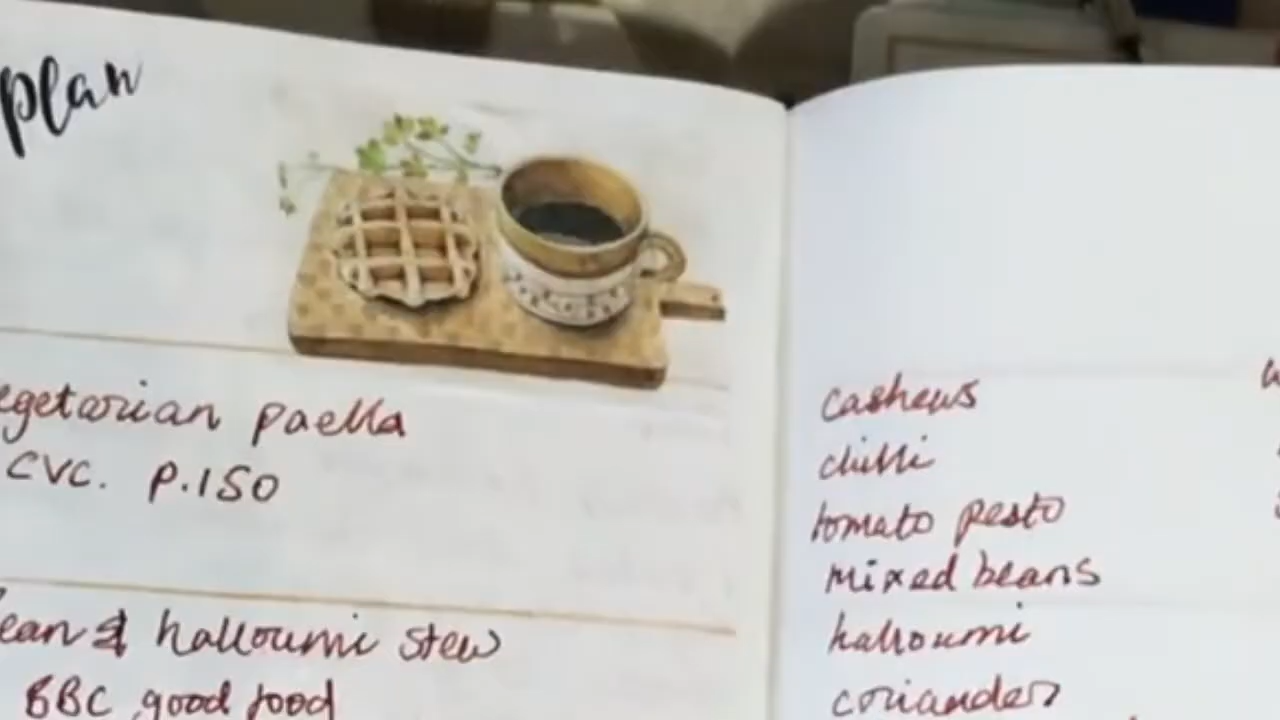 plan
egetarian paella
CVC. P.150
ean & halloumi stew
BBC good food
cashews
chilli
tomato pesto
mixed beans
halloumi
coriander